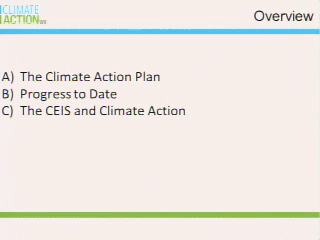 CLIMATE
ACTION
Overview
A) The Climate Action Plan
B) Progress to Date
C) The CEIS and Climate Action